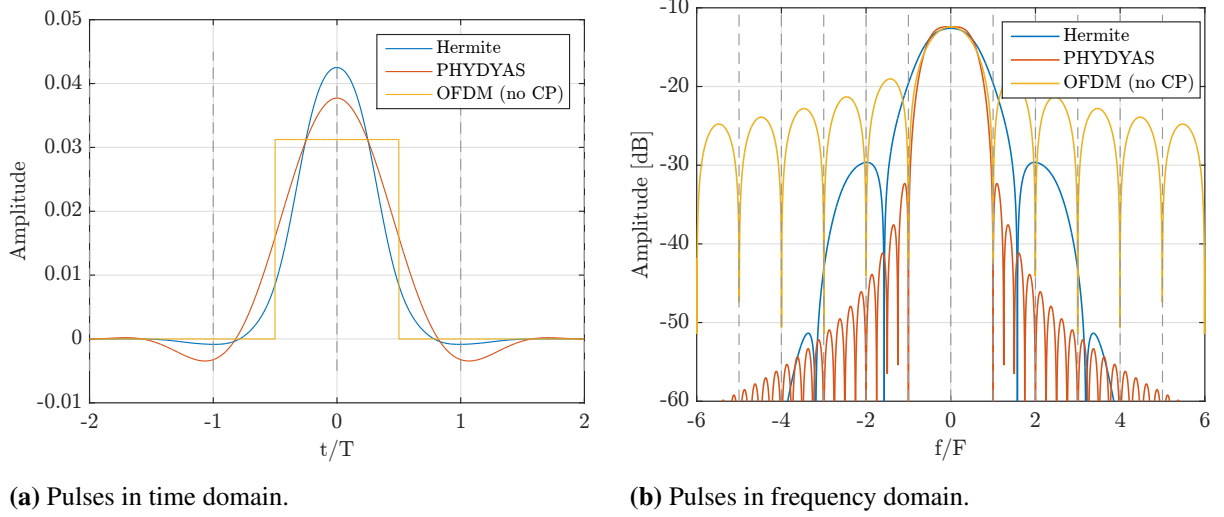 0.05
0.04
0.03
0.02
0.01
0
-0.01
Amplitude
-2
-1
0
1
2
t/T
Hermite
PHYDYAS
OFDM (no CP)
(a) Pulses in time domain.
-10
-20
-30
-40
-50
-60
Amplitude [dB]
-6
-4
-2
0
2
4
6
f/F
Hermite
PHYDYAS
OFDM (no CP)
(b) Pulses in frequency domain.